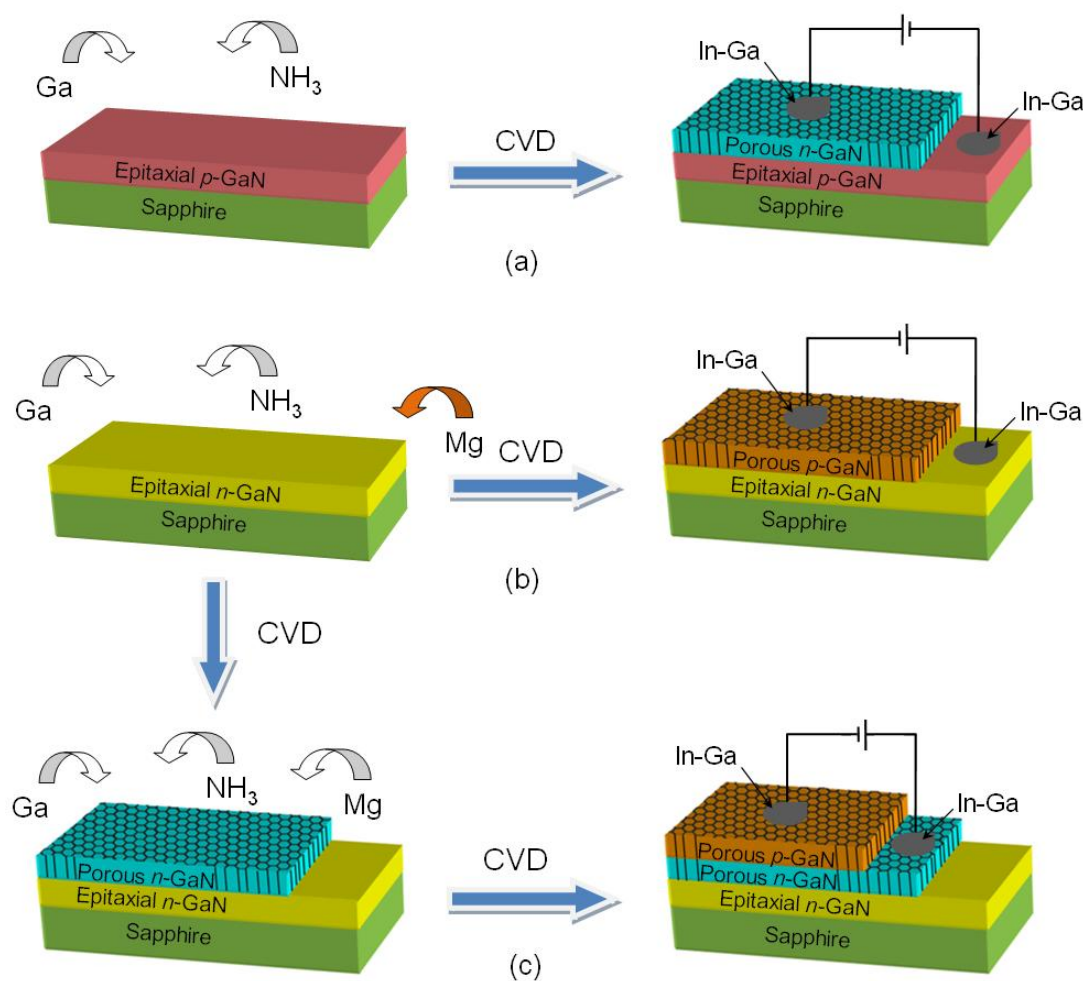 Ga
NH₃
Epitaxial p-GaN
Sapphire
CVD
In-Ga
In-Ga
Porous n-GaN
Epitaxial p-GaN
Sapphire
(a)
Ga
NH₃
Mg
Epitaxial n-GaN
Sapphire
CVD
In-Ga
In-Ga
Porous p-GaN
Epitaxial n-GaN
Sapphire
(b)
CVD
Ga
NH₃
Mg
Porous n-GaN
Epitaxial n-GaN
Sapphire
CVD
In-Ga
In-Ga
Porous p-GaN
Porous n-GaN
Epitaxial n-GaN
Sapphire
(c)